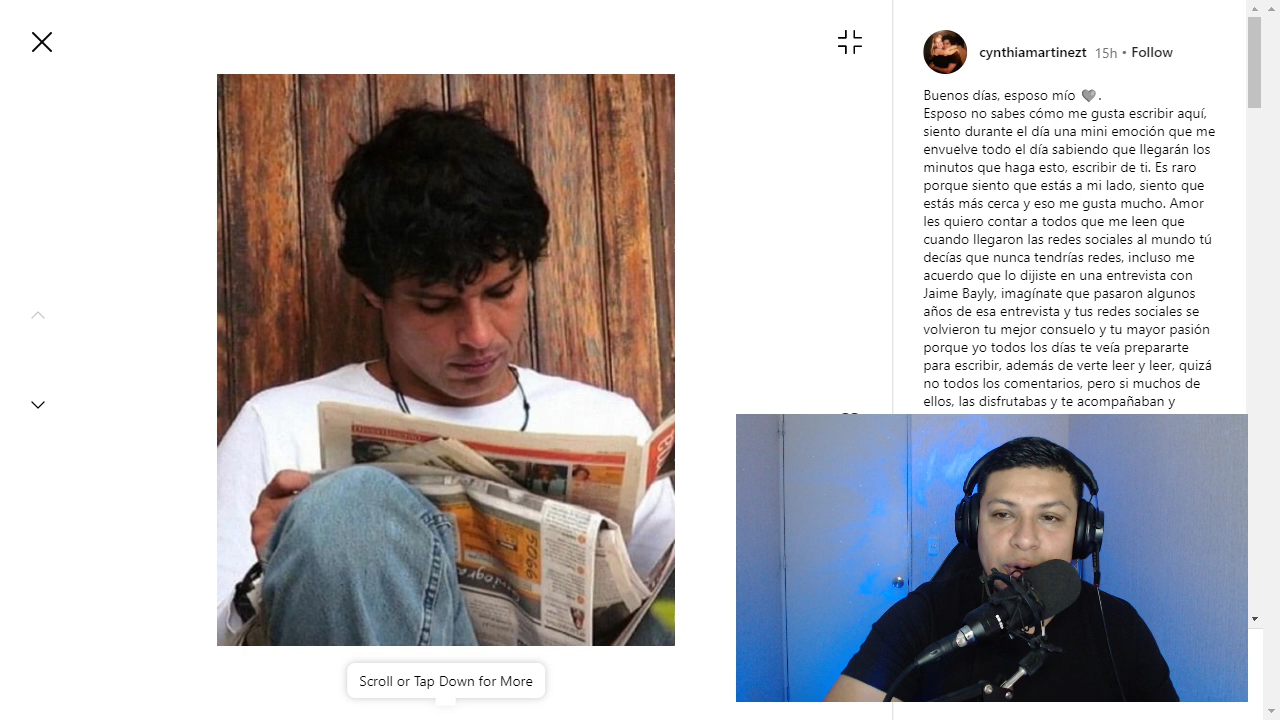 cynthiamartinezt 15h • Follow
Buenos días, esposo mío 🩶.
Esposo no sabes cómo me gusta escribir aquí,
siento durante el día una mini emoción que me
envuelve todo el día sabiendo que llegarán los
minutos que haga esto, escribir de ti. Es raro
porque siento que estás a mi lado, siento que
estás más cerca y eso me gusta mucho. Amor
les quiero contar a todos que me leen que
cuando llegaron las redes sociales al mundo tú
decías que nunca tendrías redes, incluso me
acuerdo que lo dijiste en una entrevista con
Jaime Bayly, imagínate que pasaron algunos
años de esa entrevista y tus redes sociales se
volvieron tu mejor consuelo y tu mayor pasión
porque yo todos los días te veía prepararte
para escribir, además de verte leer y leer, quizá
no todos los comentarios, pero si muchos de
ellos, las disfrutabas y te acompañaban y
5066
Scroll or Tap Down for More